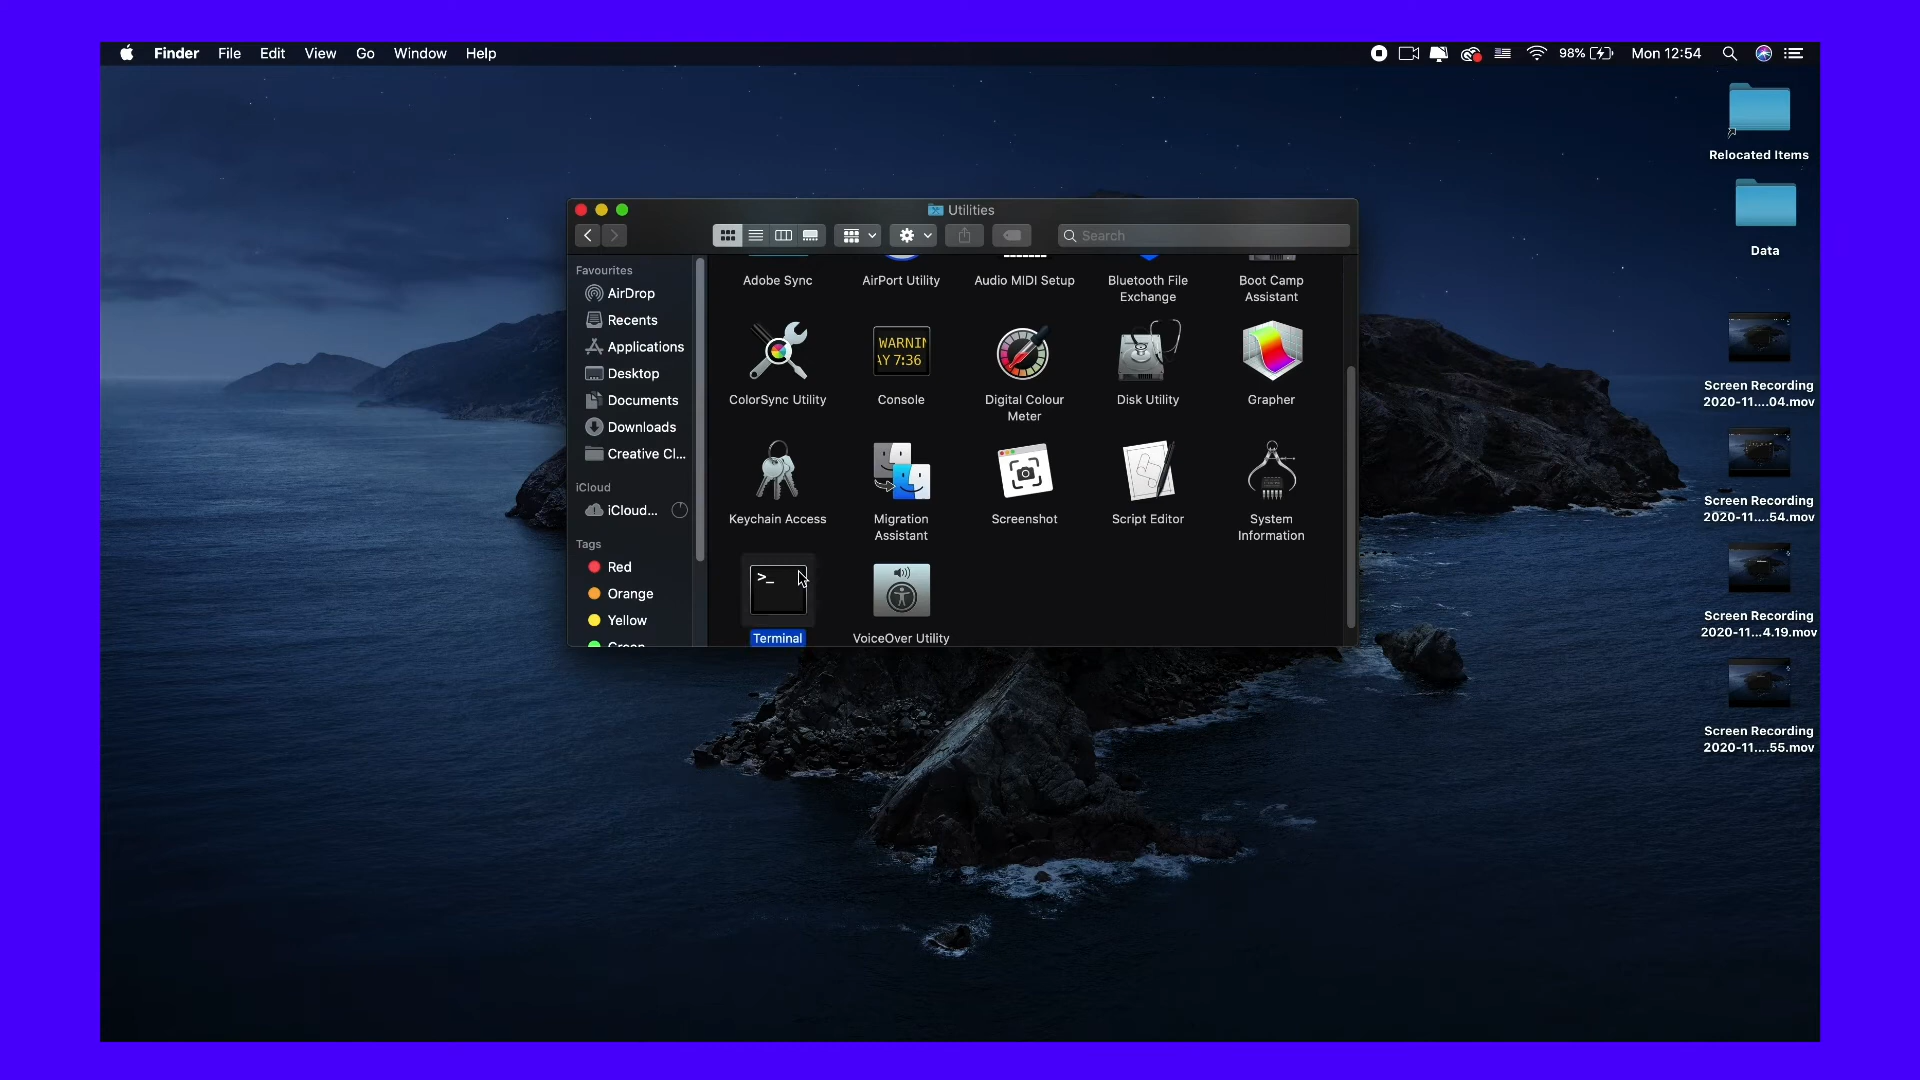 Finder File Edit View Go Window Help
98% Mon 12:54
Relocated Items
Data
Screen Recording
2020-11....04.mov
Screen Recording
2020-11....54.mov
Screen Recording
2020-11...4.19.mov
Screen Recording
2020-11....55.mov
Utilities
Search
Favourites
AirDrop
Recents
Applications
Desktop
Documents
Downloads
Creative Cl...
iCloud
iCloud...
Tags
Red
Orange
Yellow
Green
Adobe Sync
AirPort Utility
Audio MIDI Setup
Bluetooth File
Exchange
Boot Camp
Assistant
WARNIN
AY 7:36
ColorSync Utility
Console
Digital Colour
Meter
Disk Utility
Grapher
Keychain Access
Migration
Assistant
Screenshot
Script Editor
System
Information
>_
Terminal
VoiceOver Utility